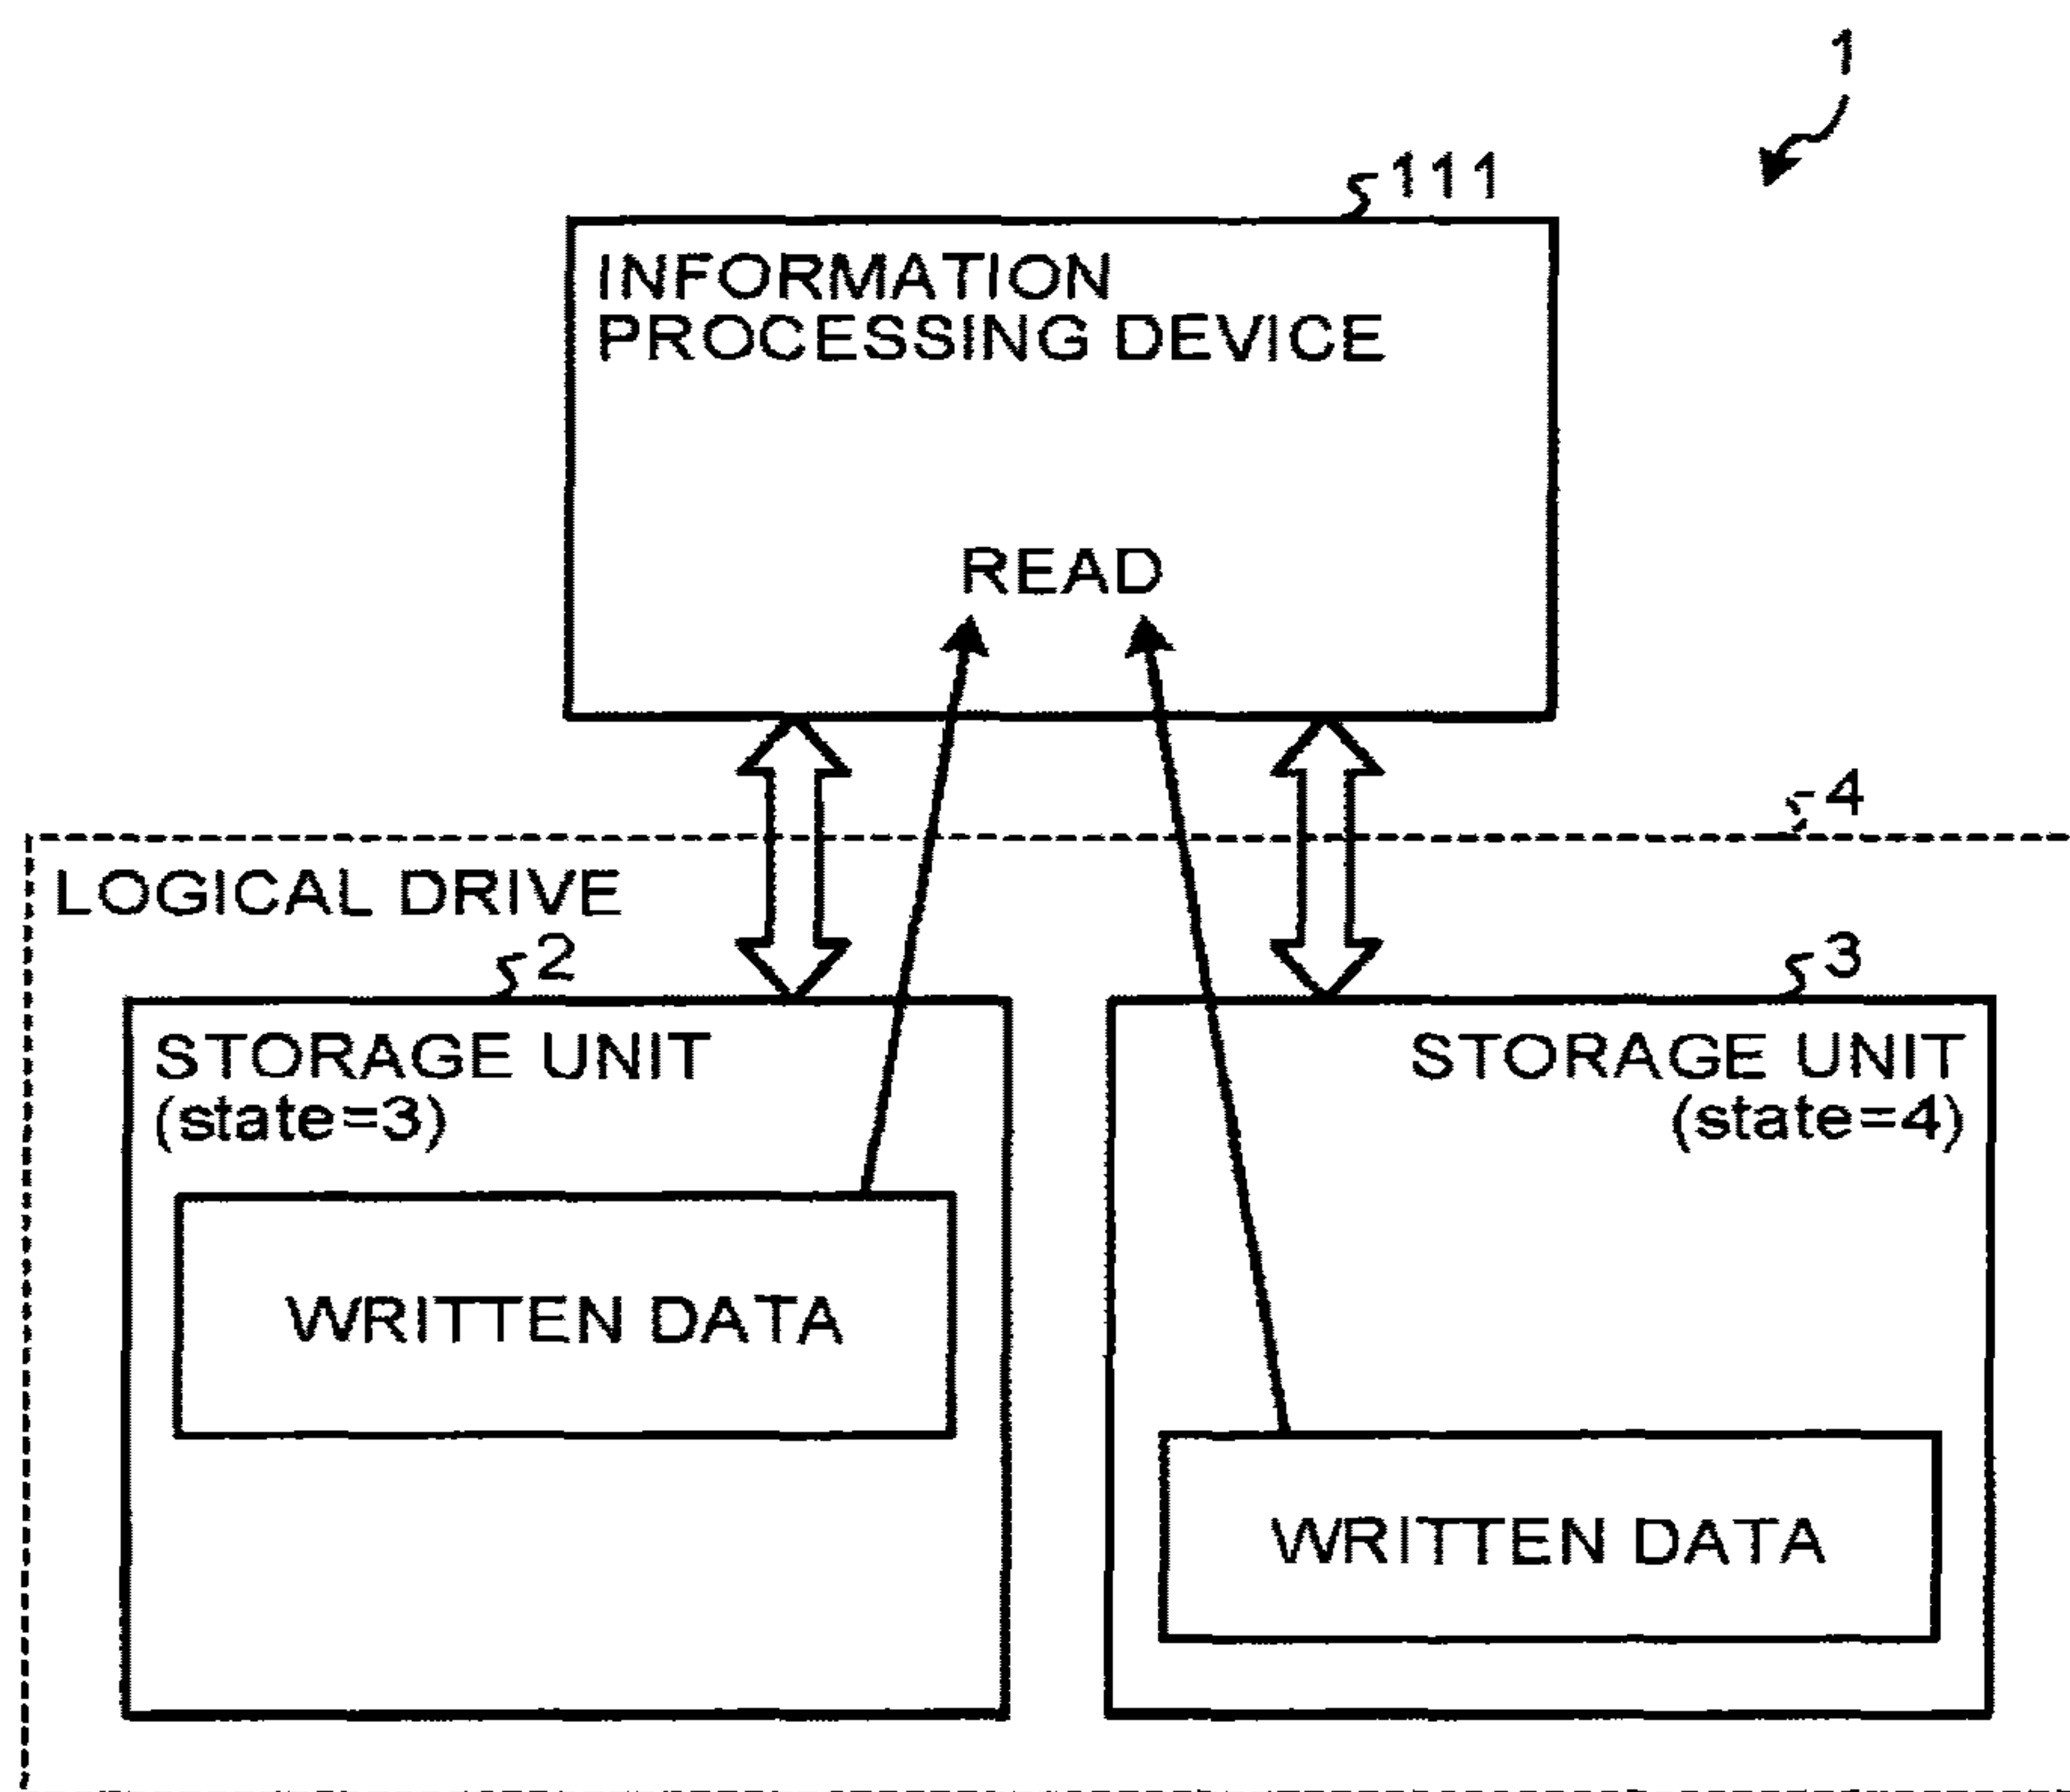 1
111
INFORMATION
PROCESSING DEVICE
READ
4
LOGICAL DRIVE
2
3
STORAGE UNIT
(state=3)
STORAGE UNIT
(state=4)
WRITTEN DATA
WRITTEN DATA